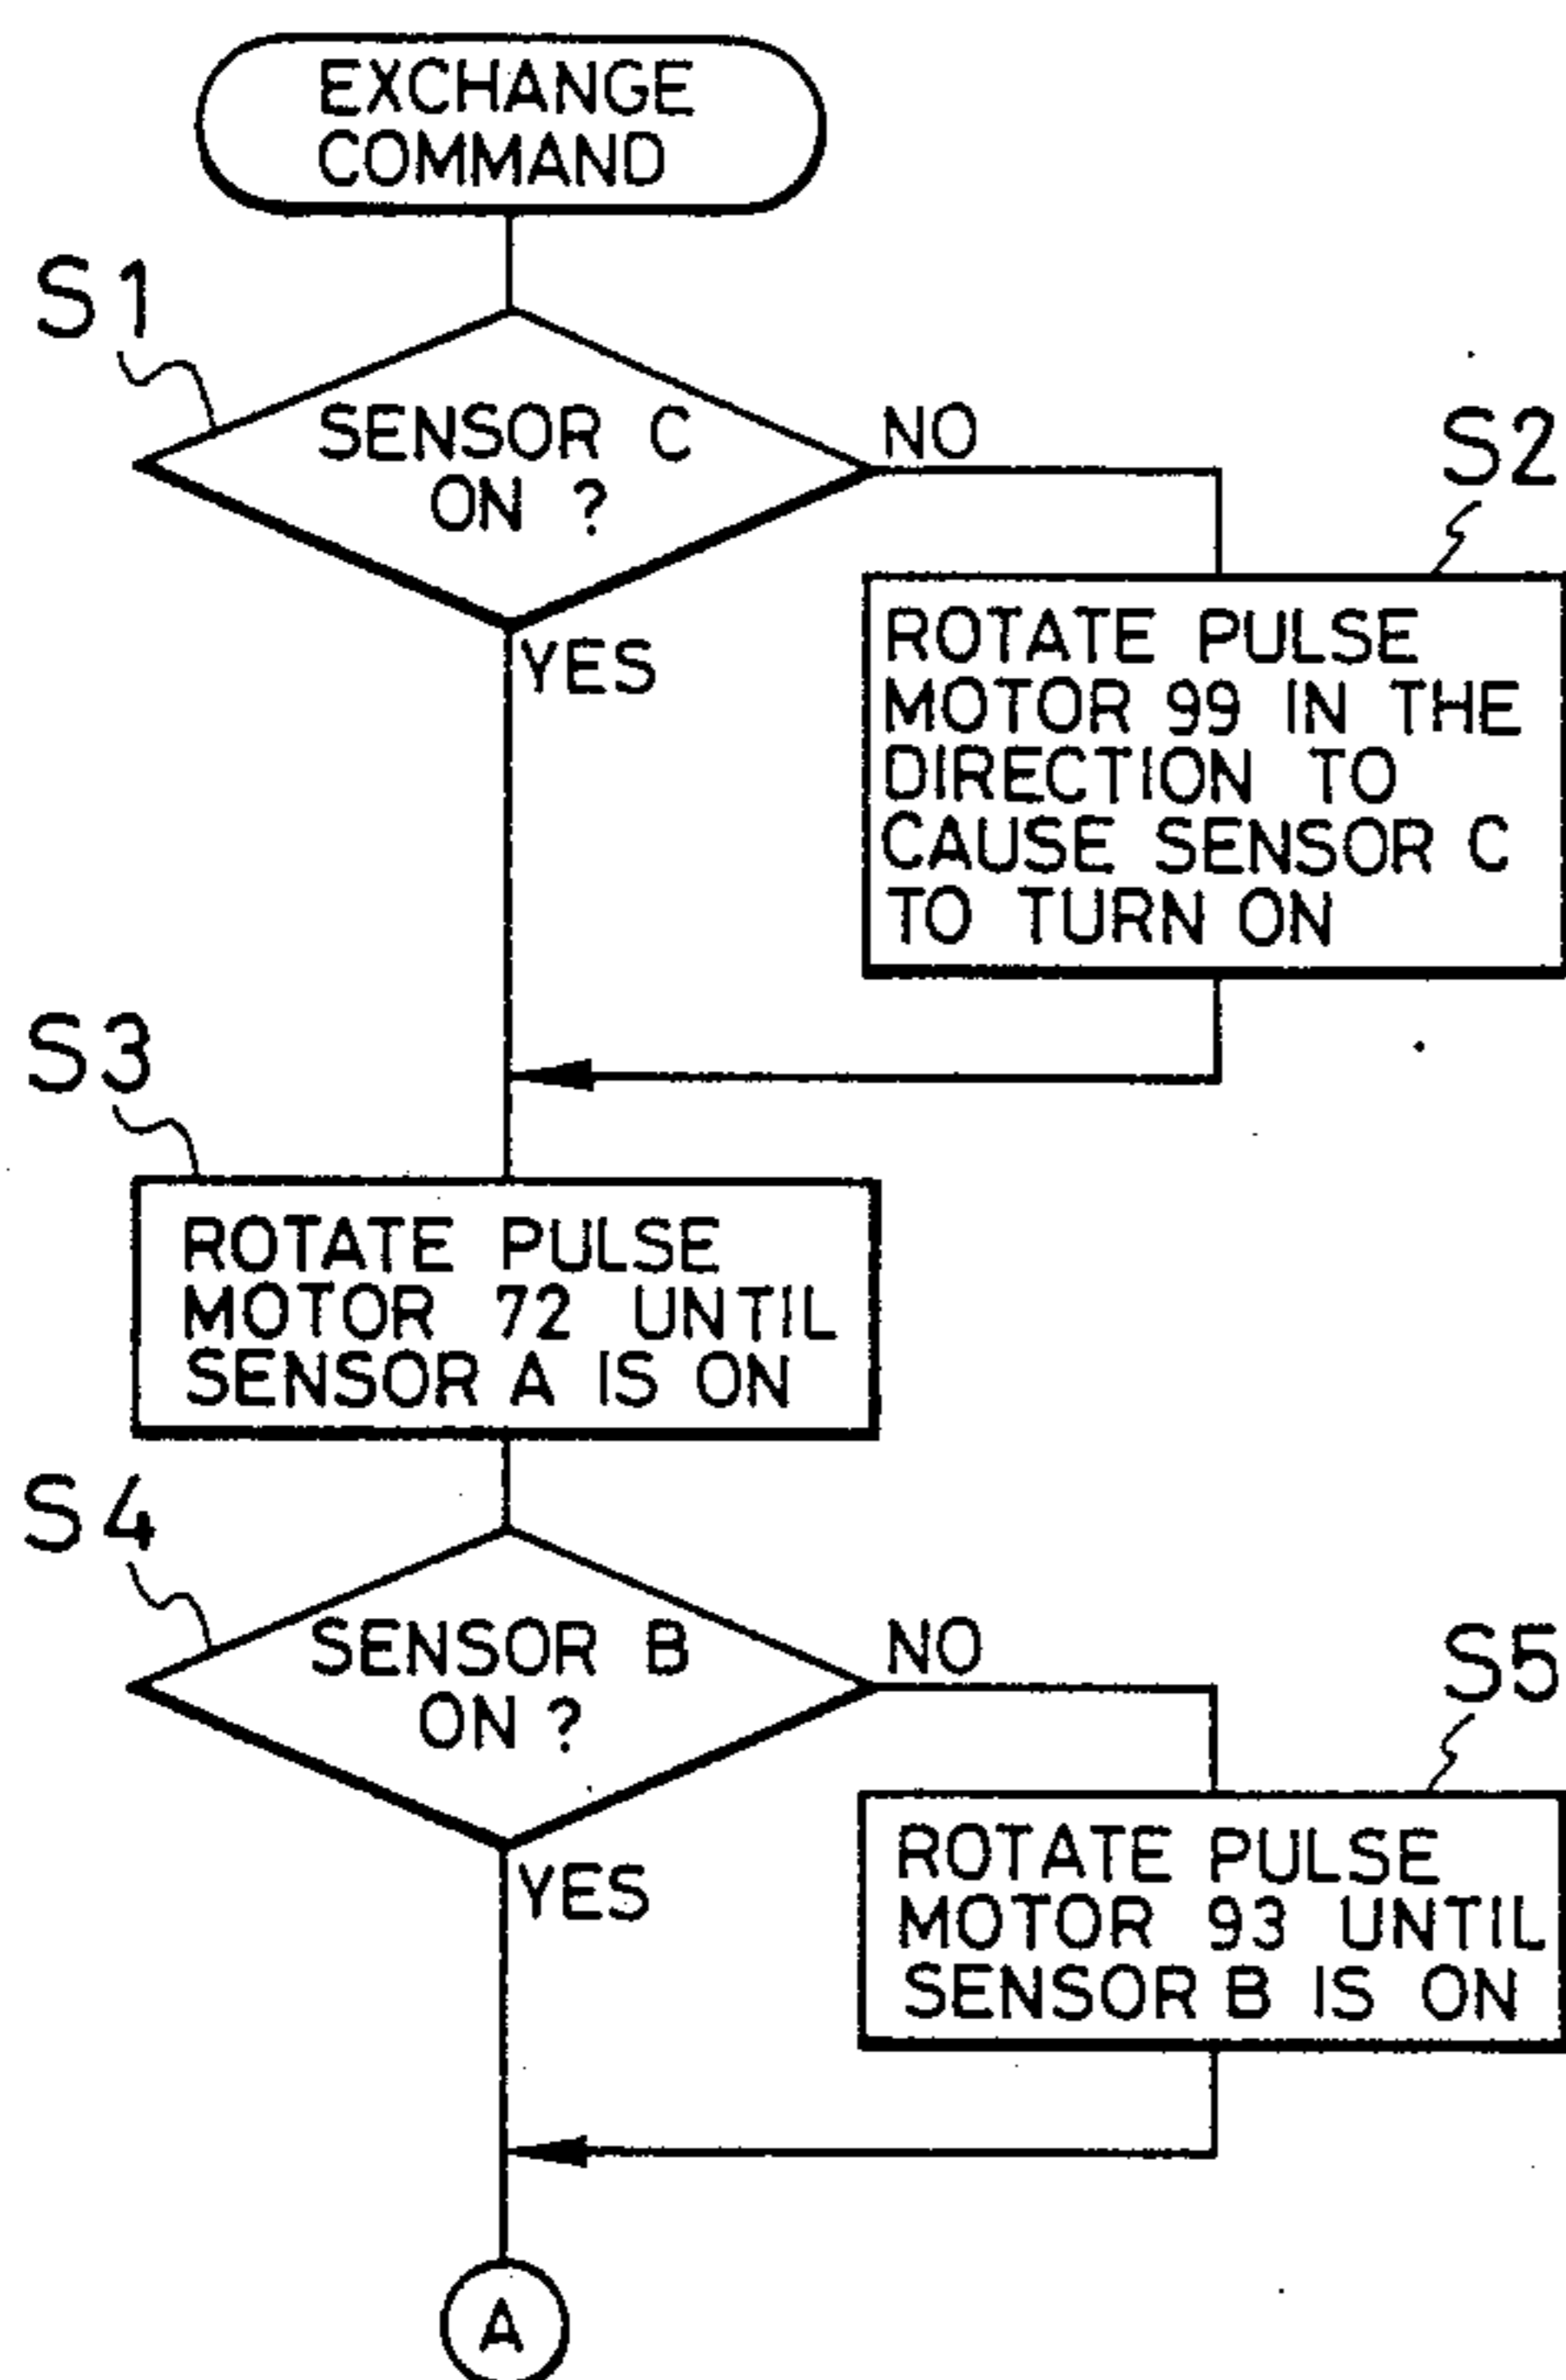 EXCHANGE
COMMAND
S1
SENSOR C
ON ?
NO
YES
S2
ROTATE PULSE
MOTOR 99 IN THE
DIRECTION TO
CAUSE SENSOR C
TO TURN ON
S3
ROTATE PULSE
MOTOR 72 UNTIL
SENSOR A IS ON
S4
SENSOR B
ON ?
NO
YES
S5
ROTATE PULSE
MOTOR 93 UNTIL
SENSOR B IS ON
A